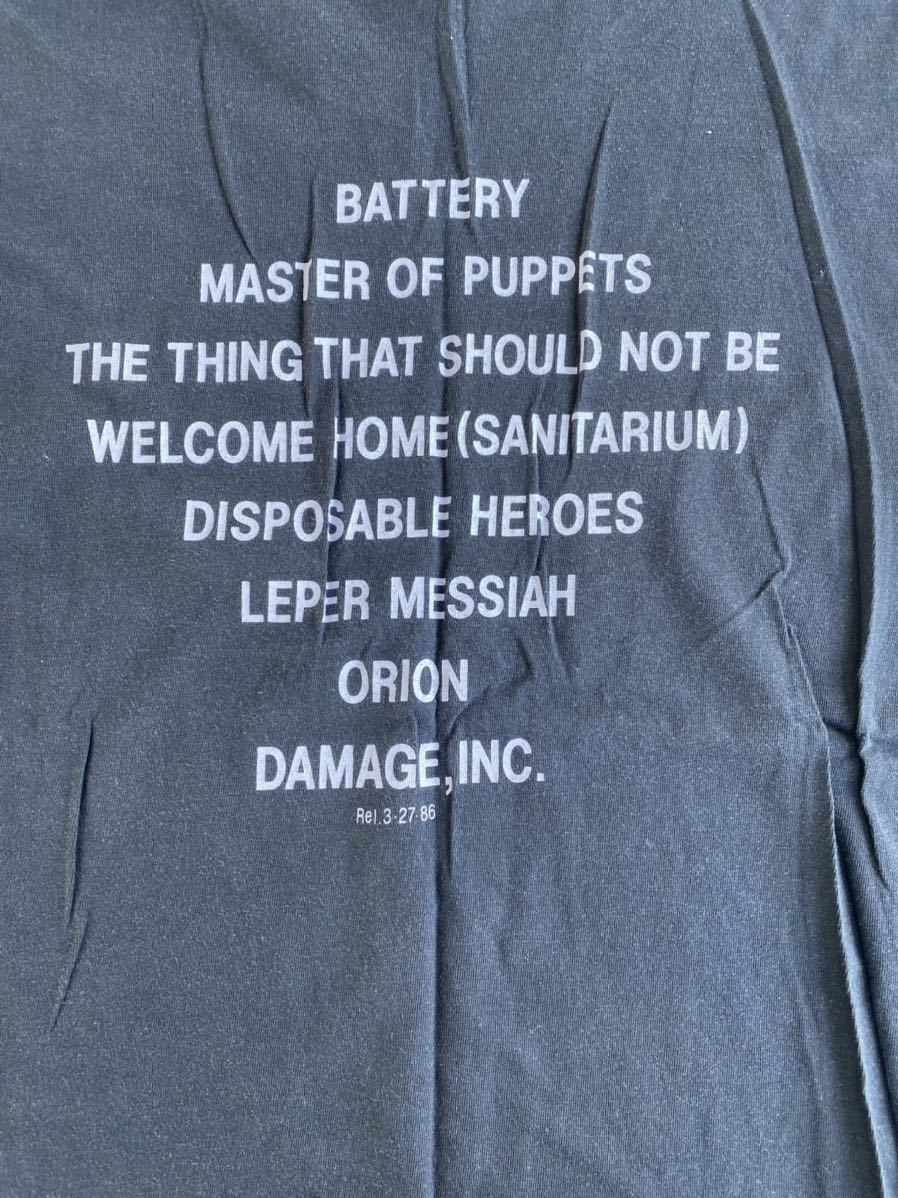 BATTERY
MASTER OF PUPPETS
THE THING THAT SHOULD NOT BE
WELCOME HOME (SANITARIUM)
DISPOSABLE HEROES
LEPER MESSIAH
ORION
DAMAGE, INC.
Rel. 3·27·86